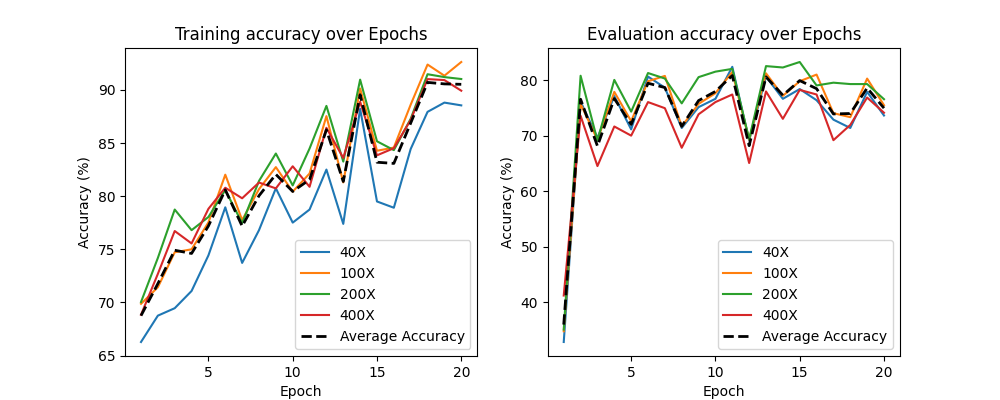 Training accuracy over Epochs
Accuracy (%)
90
85
80
75
70
65
5
10
15
20
Epoch
40X
100X
200X
400X
Average Accuracy
Evaluation accuracy over Epochs
Accuracy (%)
80
70
60
50
40
5
10
15
20
Epoch
40X
100X
200X
400X
Average Accuracy